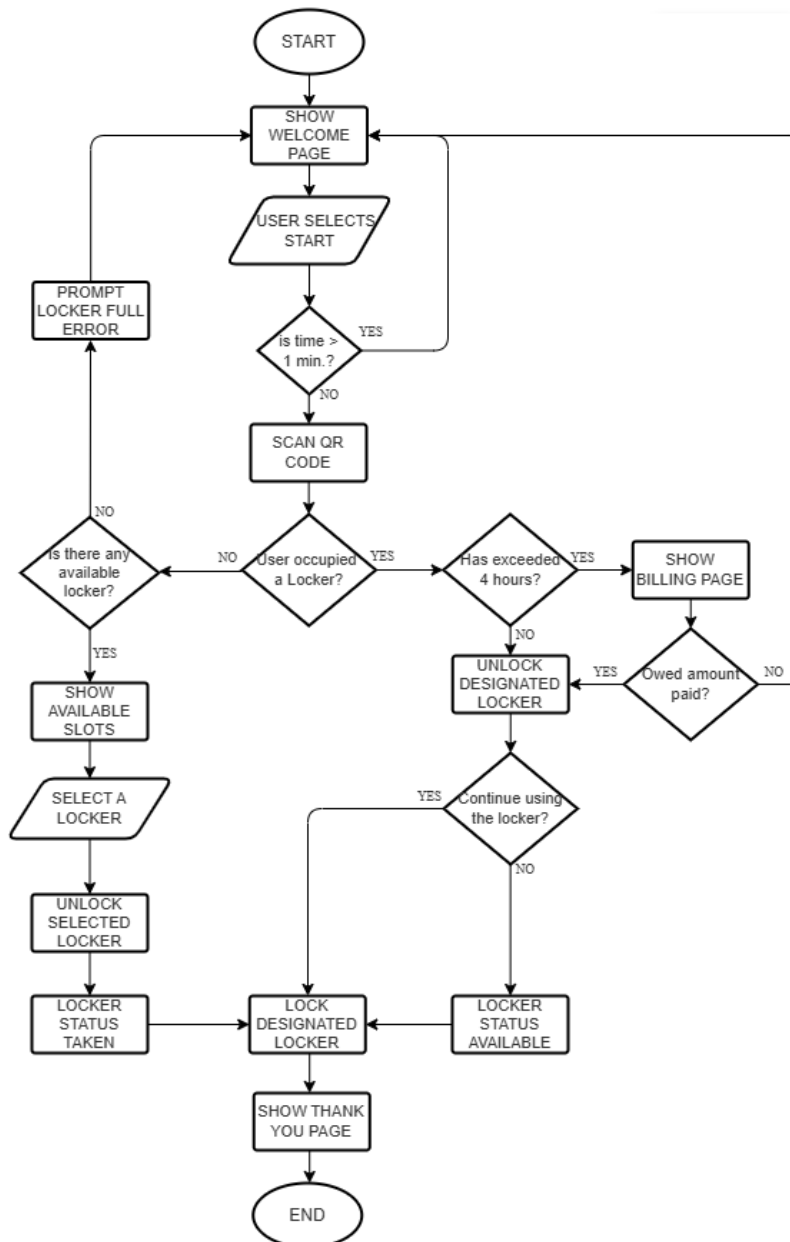 START
SHOW
WELCOME
PAGE
USER SELECTS
START
PROMPT
LOCKER FULL
ERROR
is time >
1 min.?
YES
NO
SCAN QR
CODE
NO
Is there any
available
locker?
NO
User occupied
a Locker?
YES
Has exceeded
4 hours?
YES
SHOW
BILLING PAGE
YES
NO
SHOW
AVAILABLE
SLOTS
UNLOCK
DESIGNATED
LOCKER
YES
Owed amount
paid?
NO
SELECT A
LOCKER
YES
Continue using
the locker?
NO
UNLOCK
SELECTED
LOCKER
LOCKER
STATUS
TAKEN
LOCK
DESIGNATED
LOCKER
LOCKER
STATUS
AVAILABLE
SHOW THANK
YOU PAGE
END